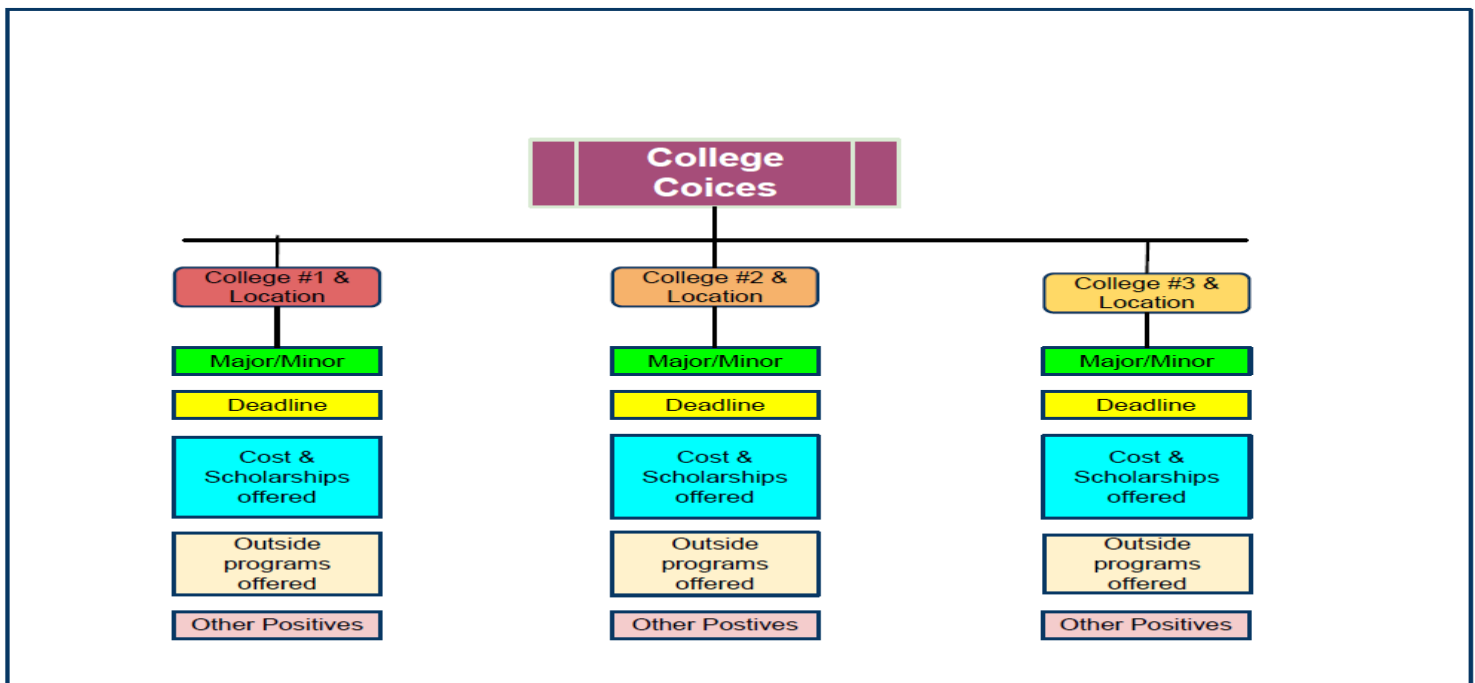 College
Coices
College #1 &
Location
Major/Minor
Deadline
Cost &
Scholarships
offered
Outside
programs
offered
Other Positives
College #2 &
Location
Major/Minor
Deadline
Cost &
Scholarships
offered
Outside
programs
offered
Other Postives
College #3 &
Location
Major/Minor
Deadline
Cost &
Scholarships
offered
Outside
programs
offered
Other Positives